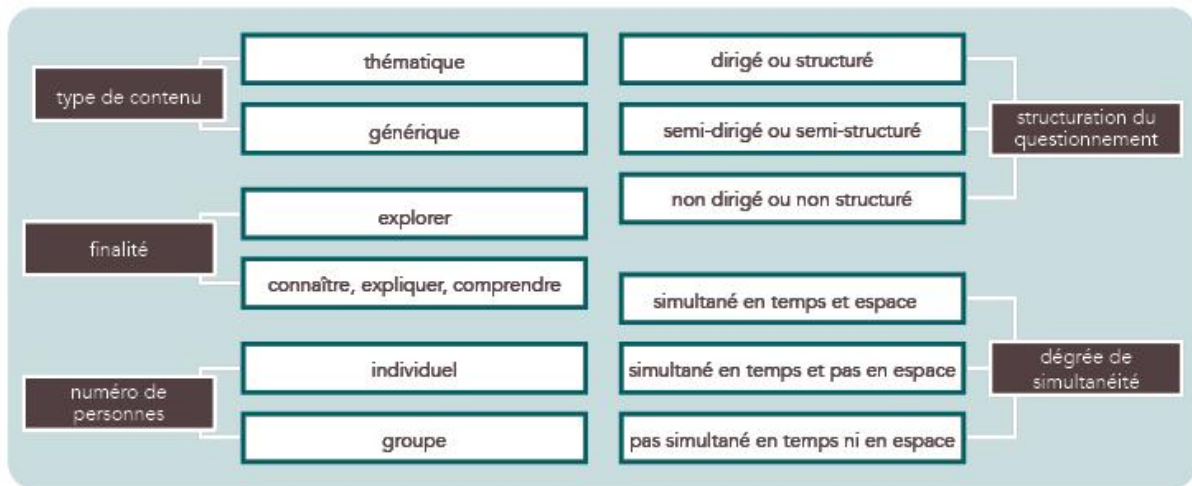 type de contenu
thématique
générique
finalité
explorer
connaître, expliquer, comprendre
numéro de
personnes
individuel
groupe
dirigé ou structuré
semi-dirigé ou semi-structuré
non dirigé ou non structuré
structuration du
questionnement
simultané en temps et espace
simultané en temps et pas en espace
pas simultané en temps ni en espace
dégrée de
simultanéité